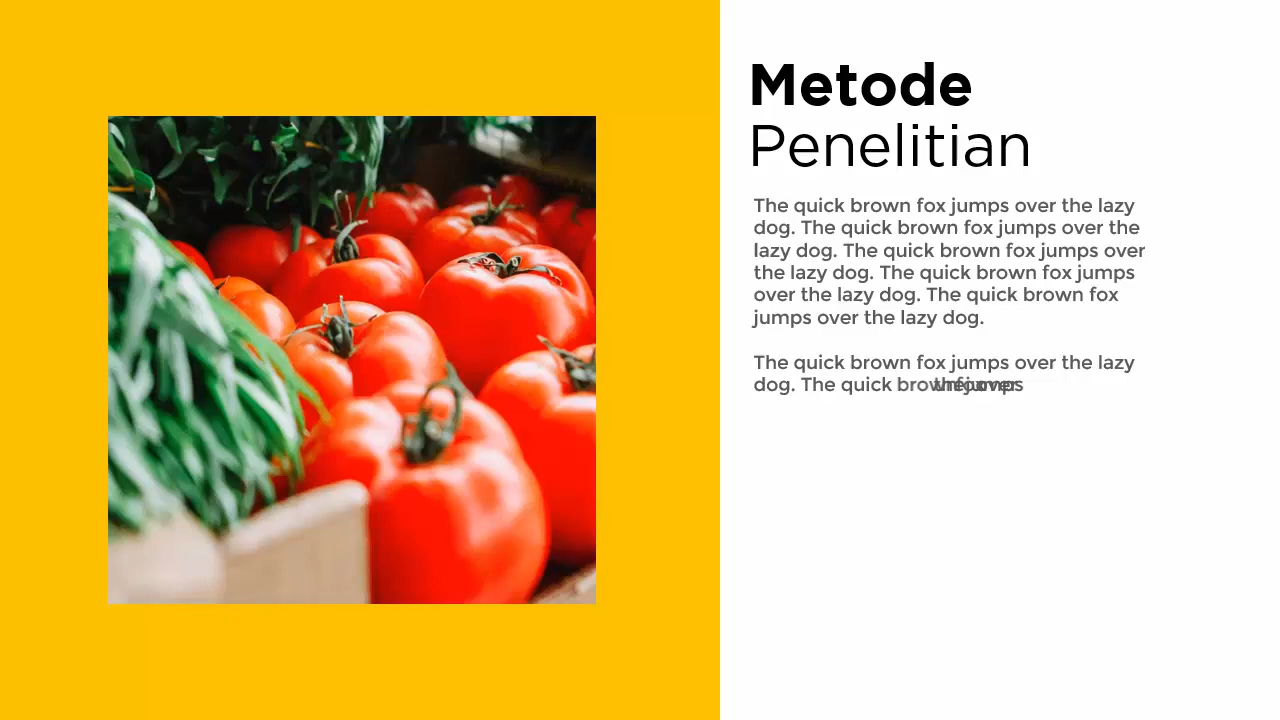 Metode
Penelitian
The quick brown fox jumps over the lazy
dog. The quick brown fox jumps over the
lazy dog. The quick brown fox jumps over
the lazy dog. The quick brown fox jumps
over the lazy dog. The quick brown fox
jumps over the lazy dog.
The quick brown fox jumps over the lazy
dog. The quick